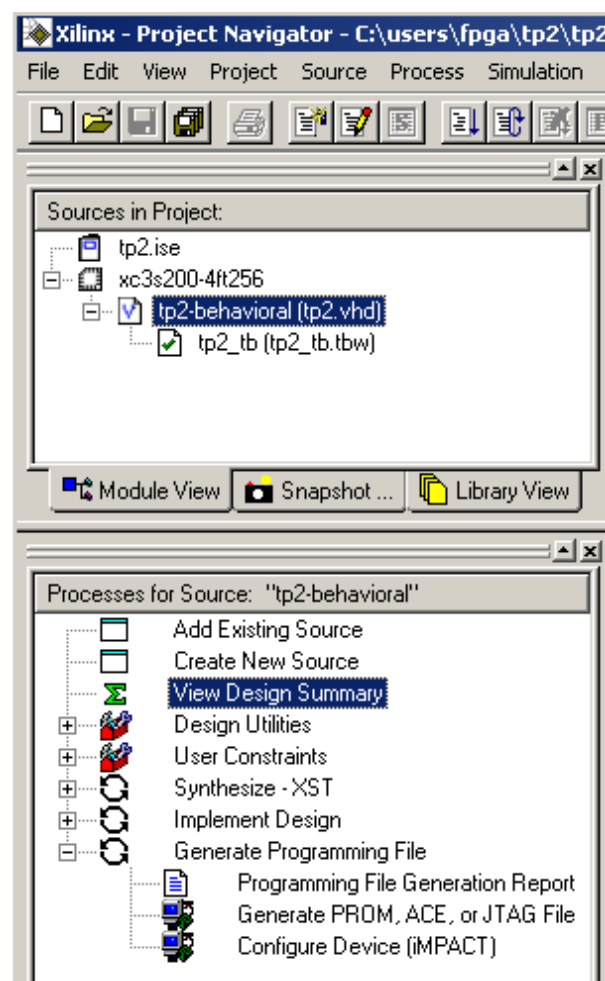 Xilinx - Project Navigator - C:\users\fpga\tp2\tp2
File Edit View Project Source Process Simulation
Sources in Project:
tp2.ise
xc3s200-4ft256
tp2-behavioral (tp2.vhd)
tp2_tb (tp2_tb.tbw)
Module View Snapshot ... Library View
Processes for Source: "tp2-behavioral"
Add Existing Source
Create New Source
View Design Summary
Design Utilities
User Constraints
Synthesize - XST
Implement Design
Generate Programming File
Programming File Generation Report
Generate PROM, ACE, or JTAG File
Configure Device (iMPACT)